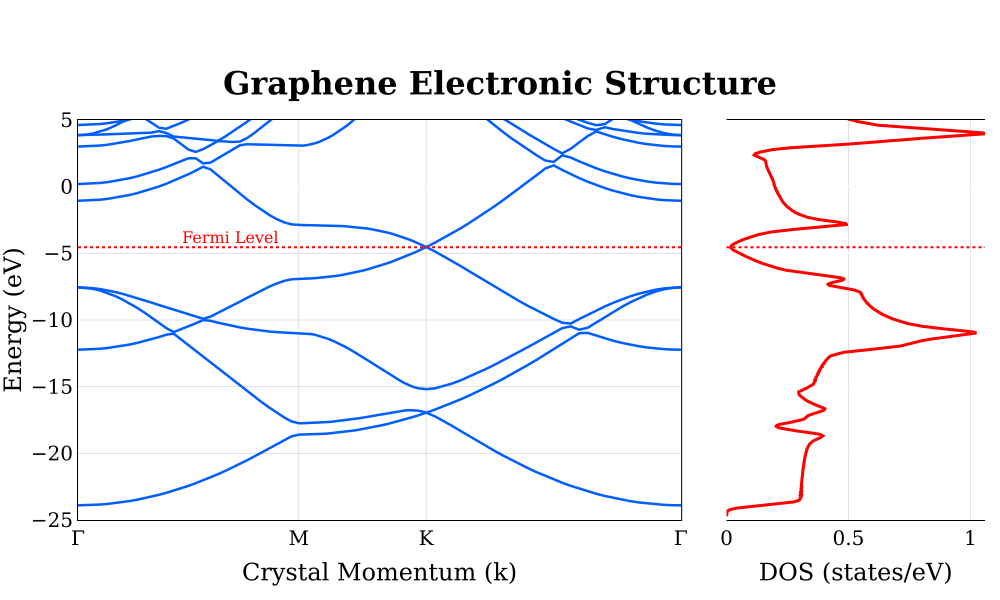 Graphene Electronic Structure
5
0
−5
−10
−15
−20
−25
Energy (eV)
Fermi Level
Γ
M
K
Γ
Crystal Momentum (k)
0
0.5
1
DOS (states/eV)